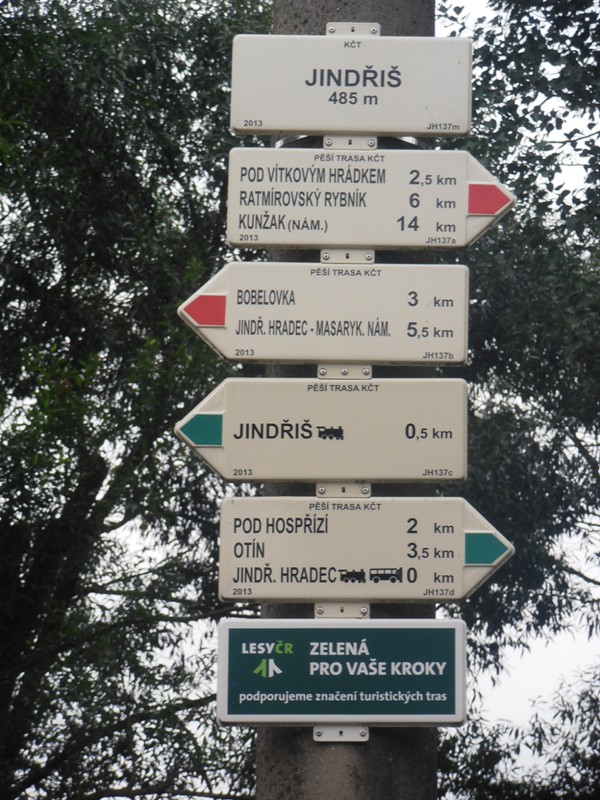 KČT
JINDŘIŠ
485 m
2013 JH137m
PĚŠÍ TRASA KČT
POD VÍTKOVÝM HRÁDKEM 2,5 km
RATMÍROVSKÝ RYBNÍK 6 km
KUNŽAK (NÁM.) 14 km
2013 JH137a
PĚŠÍ TRASA KČT
BOBELOVKA 3 km
JINDŘ. HRADEC - MASARYK. NÁM. 5,5 km
2013 JH137b
PĚŠÍ TRASA KČT
JINDŘIŠ 0,5 km
2013 JH137c
PĚŠÍ TRASA KČT
POD HOSPŘÍZÍ 2 km
OTÍN 3,5 km
JINDŘ. HRADEC 0 km
2013 JH137d
LESYČR ZELENÁ
PRO VAŠE KROKY
podporujeme značení turistických tras